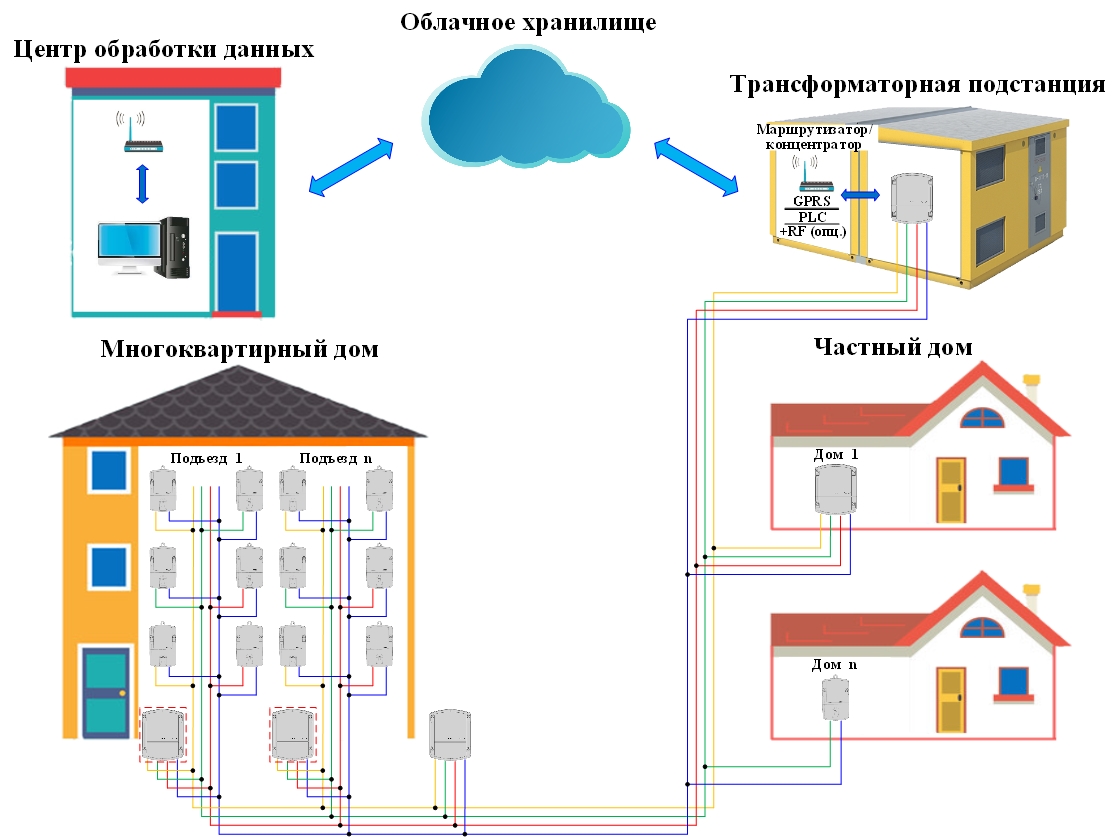 Облачное хранилище
Центр обработки данных
Трансформаторная подстанция
Маршрутизатор/
концентратор
GPRS
PLC
+RF (опц.)
Многоквартирный дом
Частный дом
Подъезд 1
Подъезд n
Дом 1
Дом n